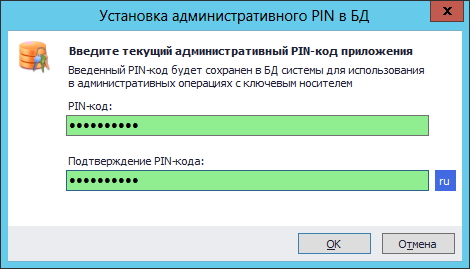 Установка административного PIN в БД
x
Введите текущий административный PIN-код приложения
Введенный PIN-код будет сохранен в БД системы для использования
в административных операциях с ключевым носителем
PIN-код:
••••••••••
Подтверждение PIN-кода:
••••••••••
ru
OK
Отмена